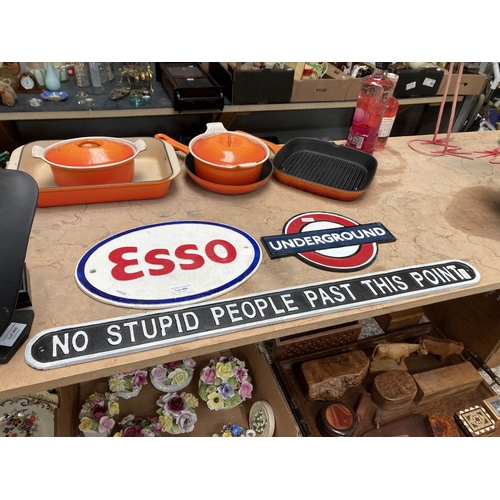 Esso
UNDERGROUND
NO STUPID PEOPLE PAST THIS POINT